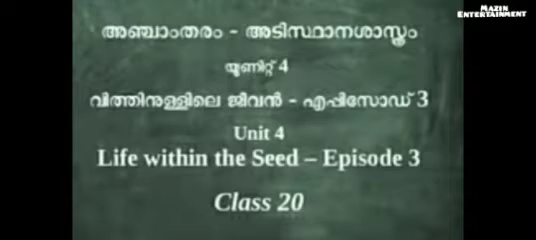 MAZIN
ENTERTAINMENT
അഞ്ചാംതരം - അടിസ്ഥാനശാസ്ത്രം
യൂണിറ്റ് 4
വിത്തിനുള്ളിലെ ജീവൻ - എപ്പിസോഡ് 3
Unit 4
Life within the Seed – Episode 3
Class 20